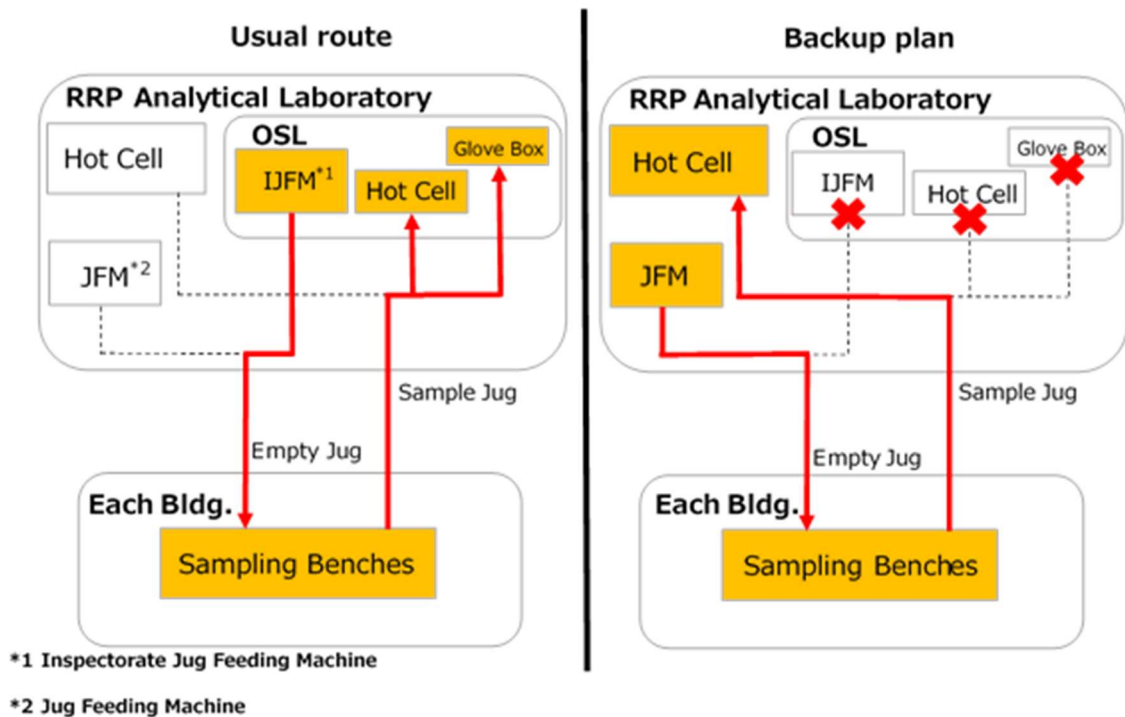 Usual route
RRP Analytical Laboratory
OSL
Hot Cell
IJFM*1
Hot Cell
Glove Box
JFM*2
Sample Jug
Empty Jug
Each Bldg.
Sampling Benches
*1 Inspectorate Jug Feeding Machine
*2 Jug Feeding Machine
Backup plan
RRP Analytical Laboratory
OSL
Hot Cell
IJFM
Hot Cell
Glove Box
JFM
Sample Jug
Empty Jug
Each Bldg.
Sampling Benches